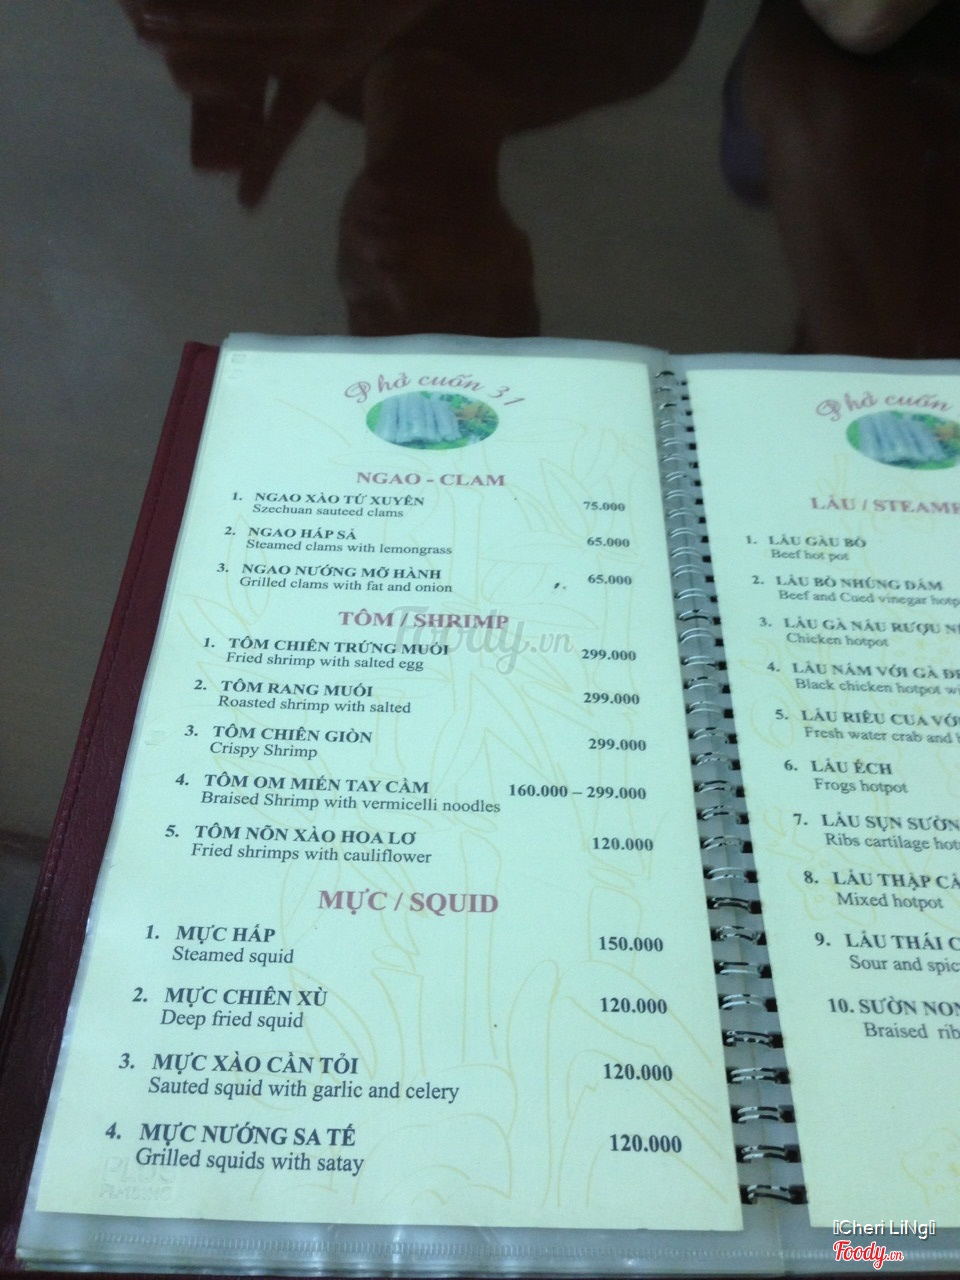 Phở cuốn 31
NGAO - CLAM
1. NGAO XÀO TỨ XUYÊN 75.000
Szechuan sauteed clams
2. NGAO HẤP SẢ 65.000
Steamed clams with lemongrass
3. NGAO NƯỚNG MỠ HÀNH 65.000
Grilled clams with fat and onion
TÔM / SHRIMP
1. TÔM CHIÊN TRỨNG MUỐI 299.000
Fried shrimp with salted egg
2. TÔM RANG MUỐI 299.000
Roasted shrimp with salted
3. TÔM CHIÊN GIÒN 299.000
Crispy Shrimp
4. TÔM OM MIẾN TAY CẦM 160.000 – 299.000
Braised Shrimp with vermicelli noodles
5. TÔM NÕN XÀO HOA LƠ 120.000
Fried shrimps with cauliflower
MỰC / SQUID
1. MỰC HẤP 150.000
Steamed squid
2. MỰC CHIÊN XÙ 120.000
Deep fried squid
3. MỰC XÀO CẦN TỎI 120.000
Sauted squid with garlic and celery
4. MỰC NƯỚNG SA TẾ 120.000
Grilled squids with satay
Phở cuốn
LẨU / STEAME
1. LẨU GẦU BÒ
Beef hot pot
2. LẨU BÒ NHÚNG DẤM
Beef and Cued vinegar hotp
3. LẨU GÀ NẤU RƯỢU
Chicken hotpot
4. LẨU NẤM VỚI GÀ ĐE
Black chicken hotpot wi
5. LẨU RIÊU CUA VỚ
Fresh water crab and
6. LẨU ẾCH
Frogs hotpot
7. LẨU SỤN SƯỜN
Ribs cartilage hot
8. LẨU THẬP CẨ
Mixed hotpot
9. LẨU THÁI C
Sour and spic
10. SƯỜN NON
Braised rib
Foody.vn
Cheri LiNg
Foody.vn